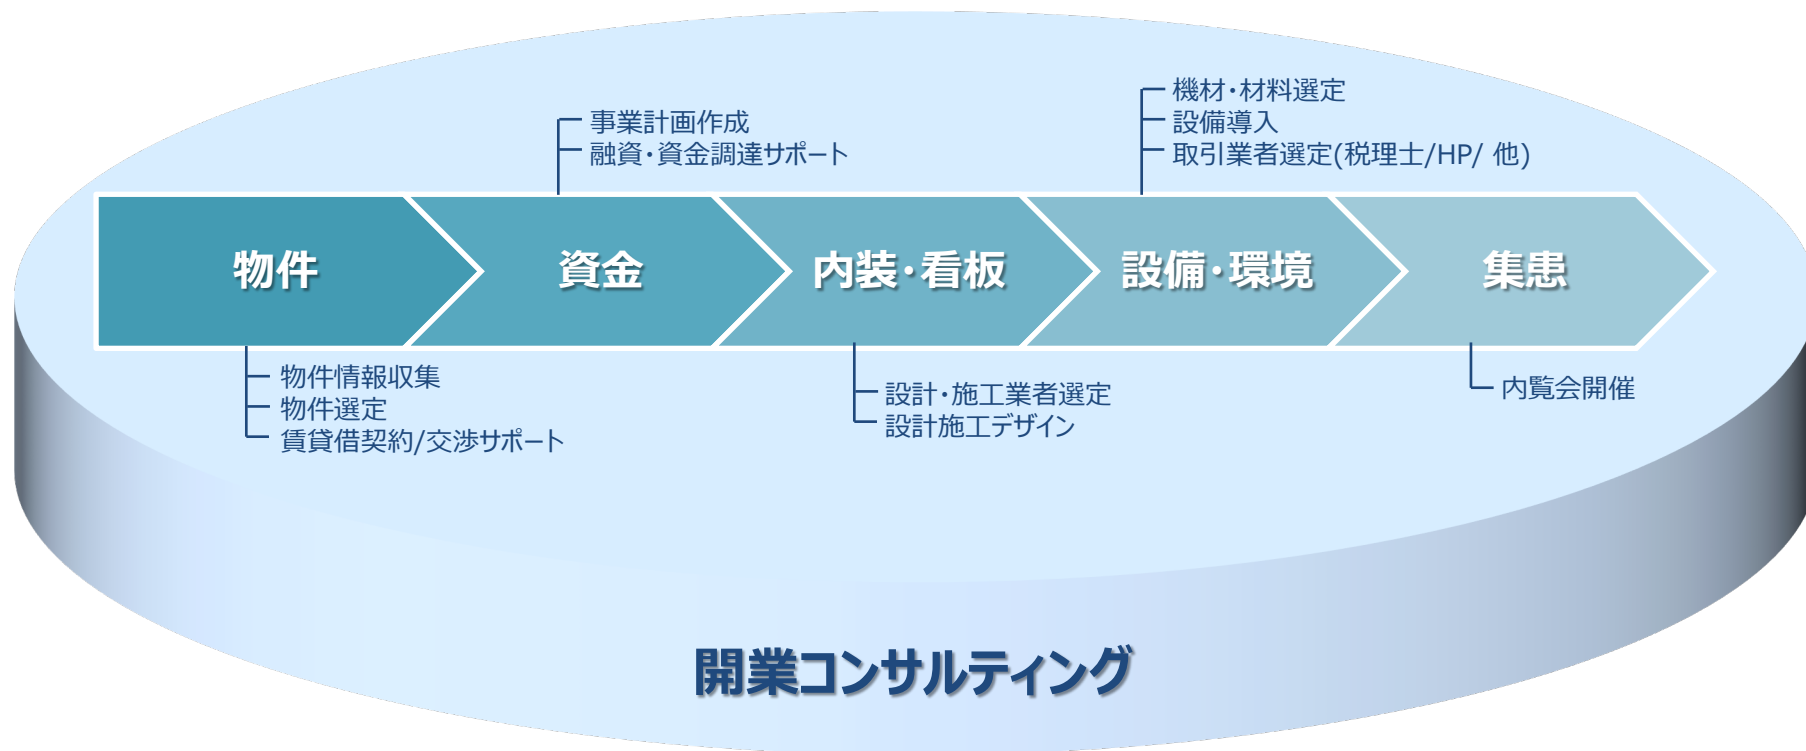 機材・材料選定
設備導入
取引業者選定(税理士/HP/ 他)
事業計画作成
融資・資金調達サポート
物件
資金
内装・看板
設備・環境
集患
物件情報収集
物件選定
賃貸借契約/交渉サポート
設計・施工業者選定
設計施工デザイン
内覧会開催
開業コンサルティング